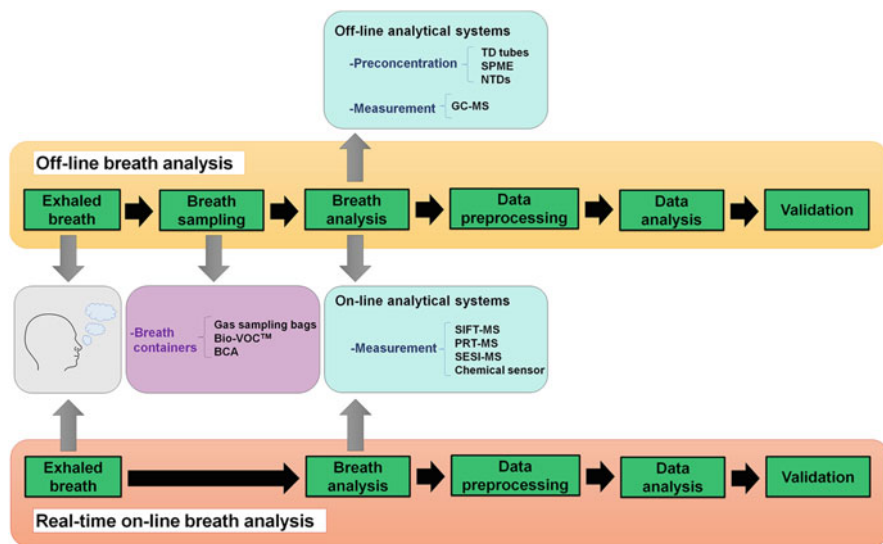 Off-line analytical systems
-Preconcentration
TD tubes
SPME
NTDs
-Measurement
GC-MS
Off-line breath analysis
Exhaled
breath
Breath
sampling
Breath
analysis
Data
preprocessing
Data
analysis
Validation
-Breath
containers
Gas sampling bags
Bio-VOC™
BCA
On-line analytical systems
-Measurement
SIFT-MS
PRT-MS
SESI-MS
Chemical sensor
Exhaled
breath
Breath
analysis
Data
preprocessing
Data
analysis
Validation
Real-time on-line breath analysis